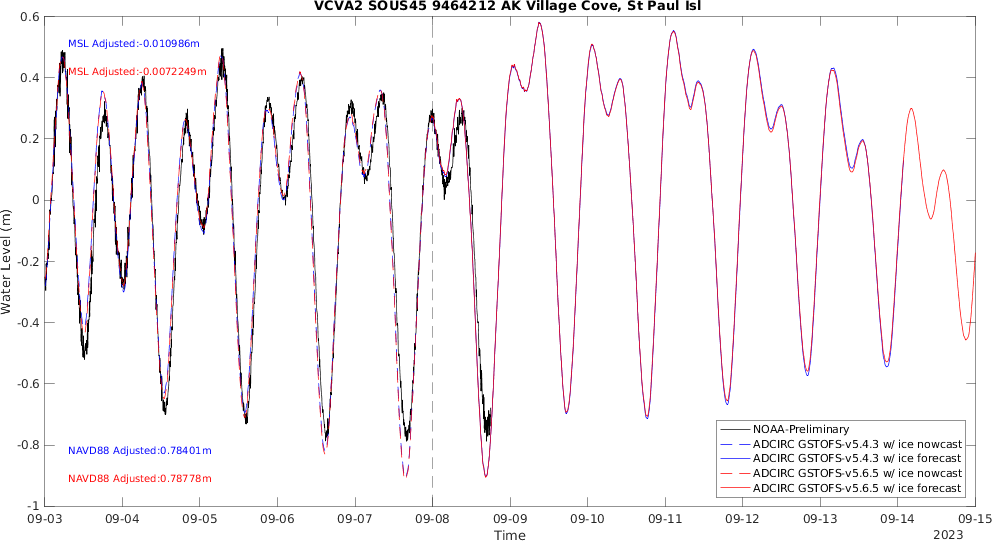 VCVA2 SOUS45 9464212 AK Village Cove, St Paul Isl
0.6
0.4
0.2
0
-0.2
-0.4
-0.6
-0.8
-1
Water Level (m)
MSL Adjusted:-0.010986m
MSL Adjusted:-0.0072249m
NAVD88 Adjusted:0.78401m
NAVD88 Adjusted:0.78778m
NOAA-Preliminary
ADCIRC GSTOFS-v5.4.3 w/ ice nowcast
ADCIRC GSTOFS-v5.4.3 w/ ice forecast
ADCIRC GSTOFS-v5.6.5 w/ ice nowcast
ADCIRC GSTOFS-v5.6.5 w/ ice forecast
09-03 09-04 09-05 09-06 09-07 09-08 09-09 09-10 09-11 09-12 09-13 09-14 09-15
Time
2023